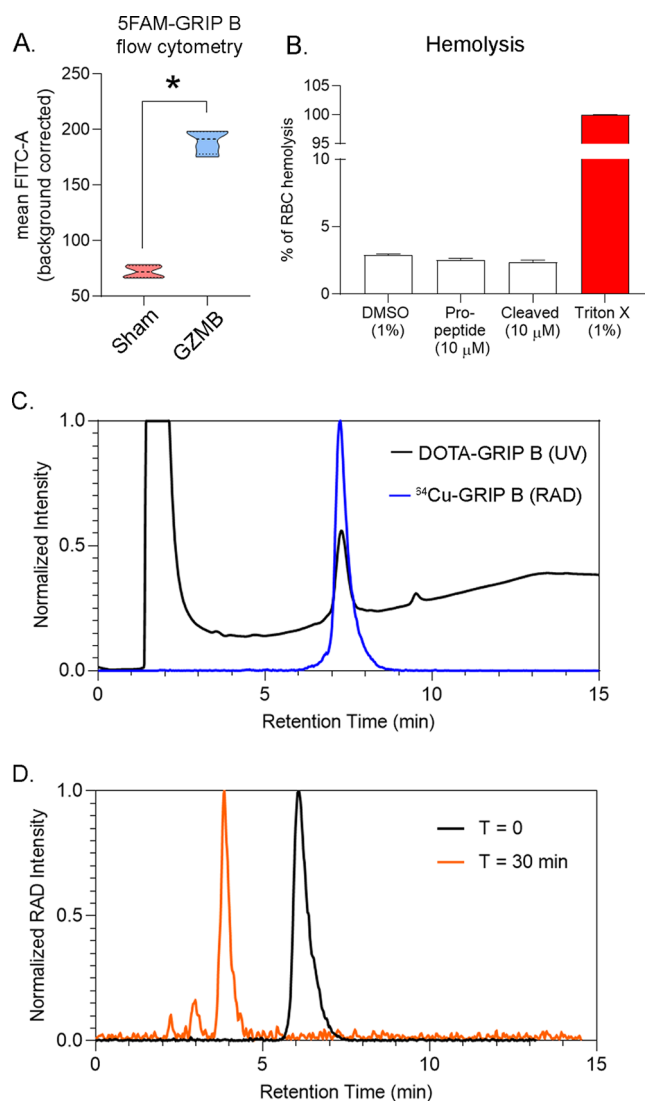 A.
5FAM-GRIP B
flow cytometry
mean FITC-A
(background corrected)
250
200
150
100
50
*
Sham
GZMB
B.
Hemolysis
% of RBC hemolysis
105
100
95
10
5
0
DMSO
(1%)
Pro-
peptide
(10 μM)
Cleaved
(10 μM)
Triton X
(1%)
C.
Normalized Intensity
1.0
0.5
0.0
DOTA-GRIP B (UV)
⁶⁴Cu-GRIP B (RAD)
0
5
10
15
Retention Time (min)
D.
Normalized RAD Intensity
1.0
0.5
0.0
T = 0
T = 30 min
0
5
10
15
Retention Time (min)